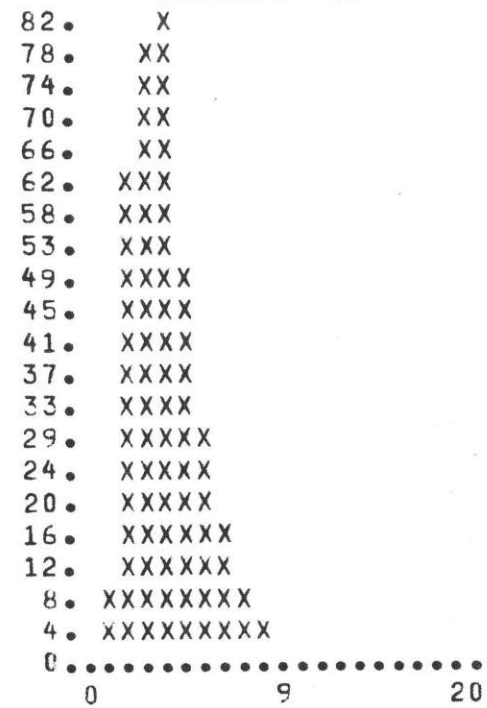 82.    X
78.   XX
74.   XX
70.   XX
66.   XX
62.  XXX
58.  XXX
53.  XXX
49.  XXXX
45.  XXXX
41.  XXXX
37.  XXXX
33.  XXXX
29.  XXXXX
24.  XXXXX
20.  XXXXX
16.  XXXXXX
12.  XXXXXX
8. XXXXXXXX
4. XXXXXXXXX
0......................
0 9 20